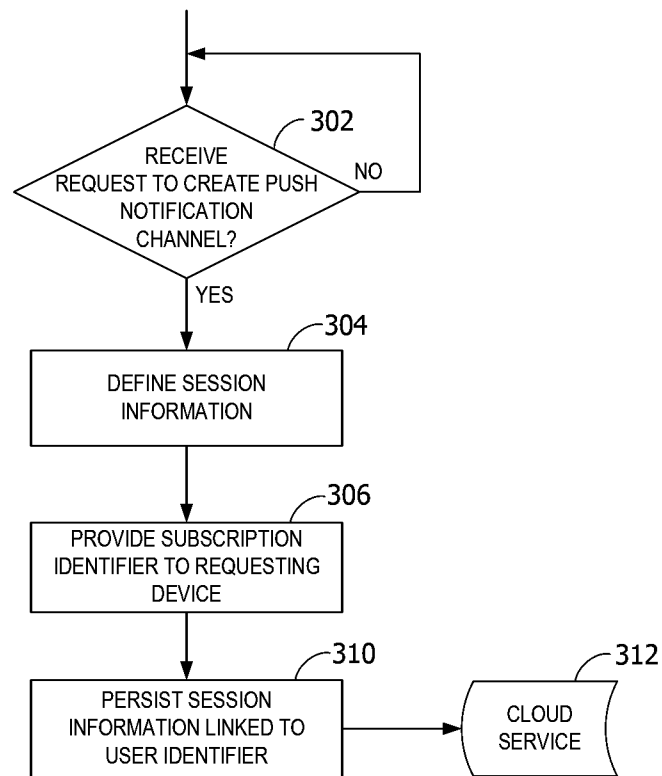 302
RECEIVE
REQUEST TO CREATE PUSH
NOTIFICATION
CHANNEL?
NO
YES
304
DEFINE SESSION
INFORMATION
306
PROVIDE SUBSCRIPTION
IDENTIFIER TO REQUESTING
DEVICE
310
PERSIST SESSION
INFORMATION LINKED TO
USER IDENTIFIER
312
CLOUD
SERVICE